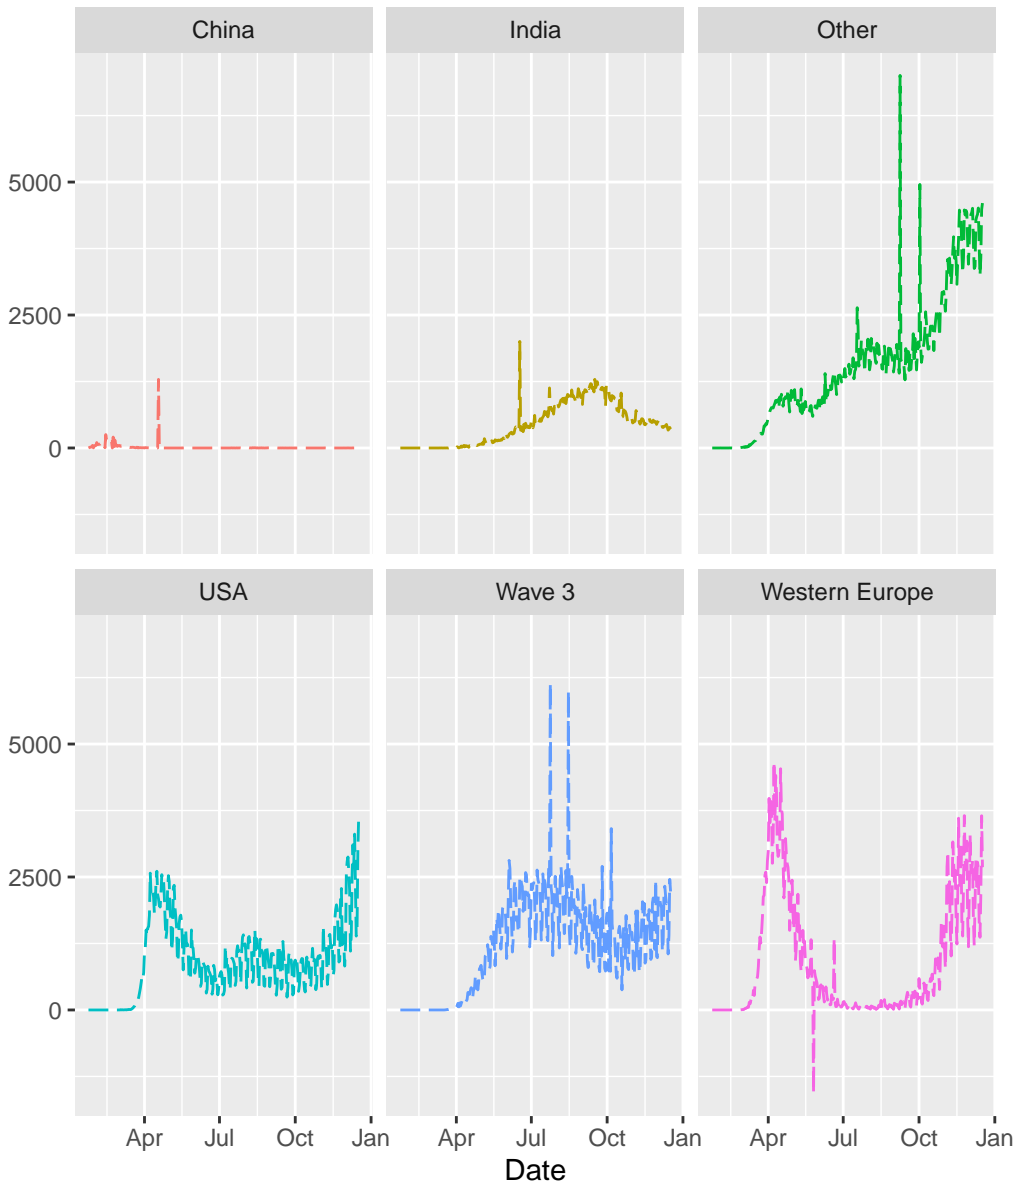 China India Other
5000
2500
0
USA Wave 3 Western Europe
5000
2500
0
Apr Jul Oct Jan Apr Jul Oct Jan Apr Jul Oct Jan
Date